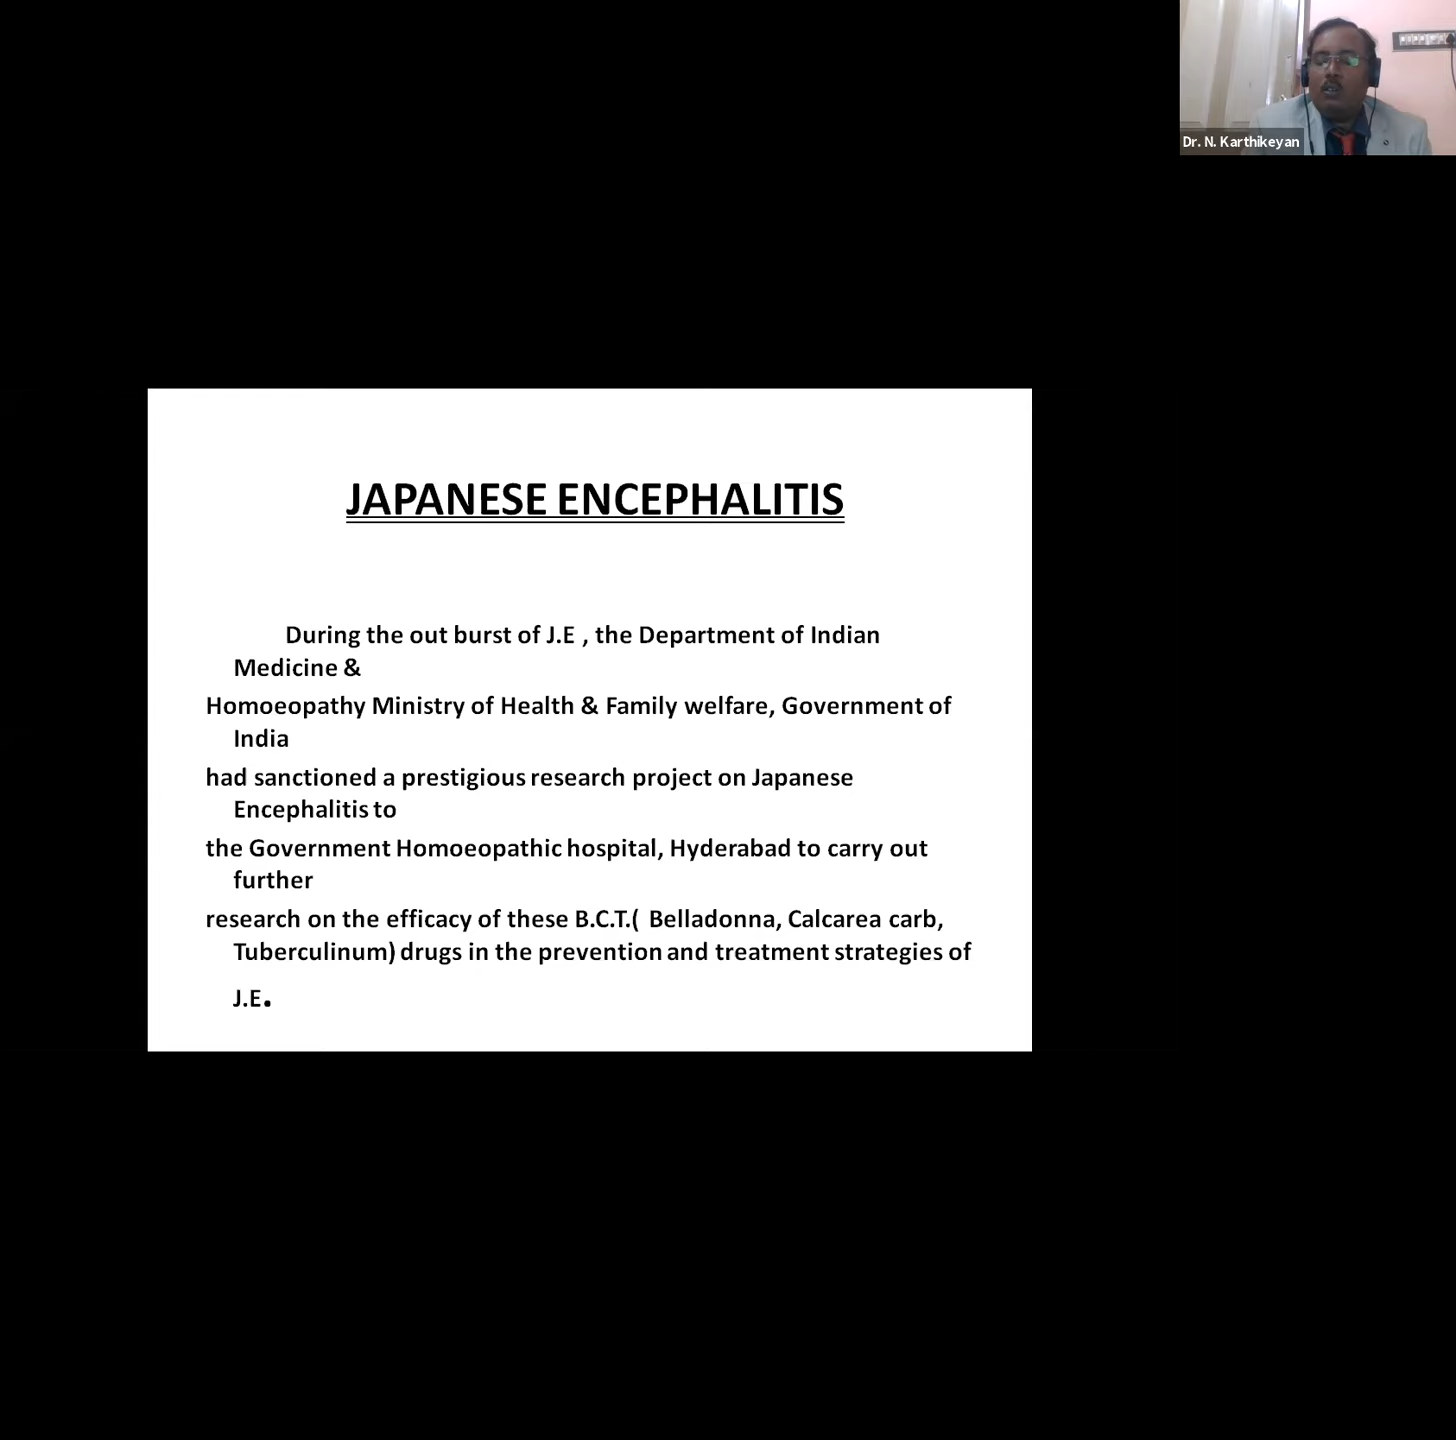 Dr. N. Karthikeyan
JAPANESE ENCEPHALITIS
During the out burst of J.E , the Department of Indian
Medicine &
Homoeopathy Ministry of Health & Family welfare, Government of
India
had sanctioned a prestigious research project on Japanese
Encephalitis to
the Government Homoeopathic hospital, Hyderabad to carry out
further
research on the efficacy of these B.C.T.( Belladonna, Calcarea carb,
Tuberculinum) drugs in the prevention and treatment strategies of
J.E.